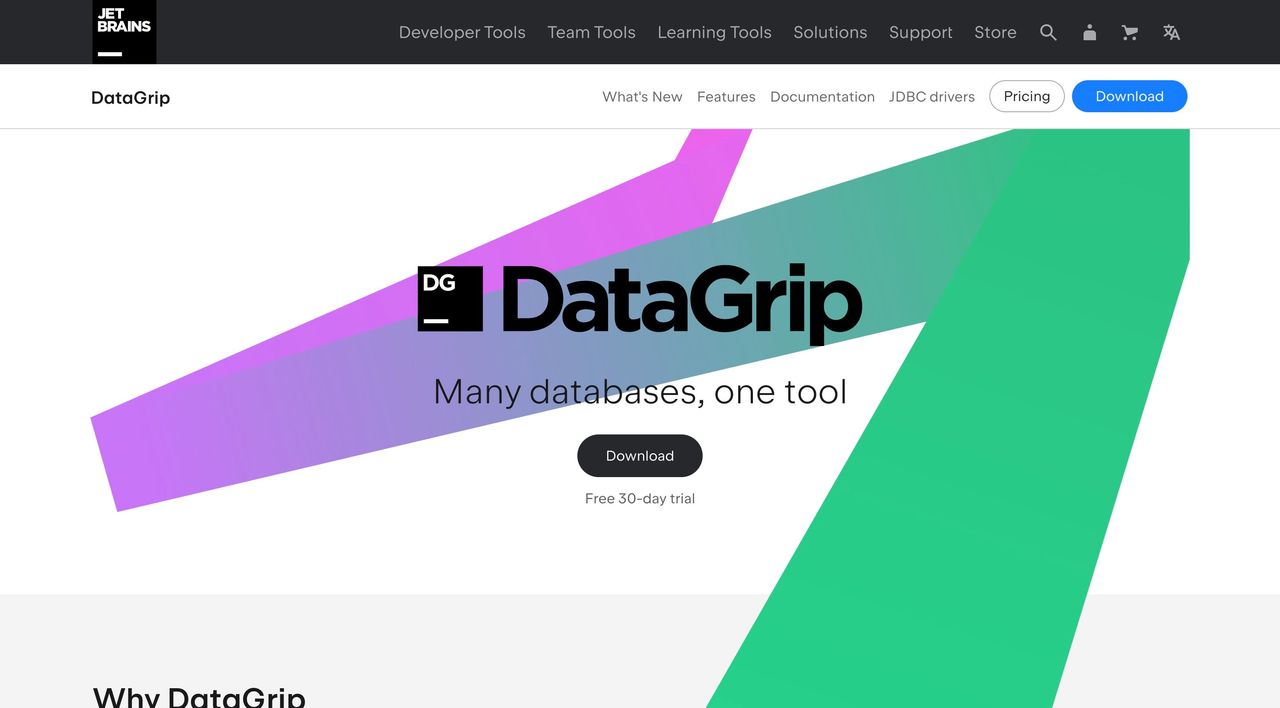 JET
BRAINS
Developer Tools Team Tools Learning Tools Solutions Support Store
DataGrip
What's New Features Documentation JDBC drivers Pricing Download
DG
DataGrip
Many databases, one tool
Download
Free 30-day trial
Why DataGrip